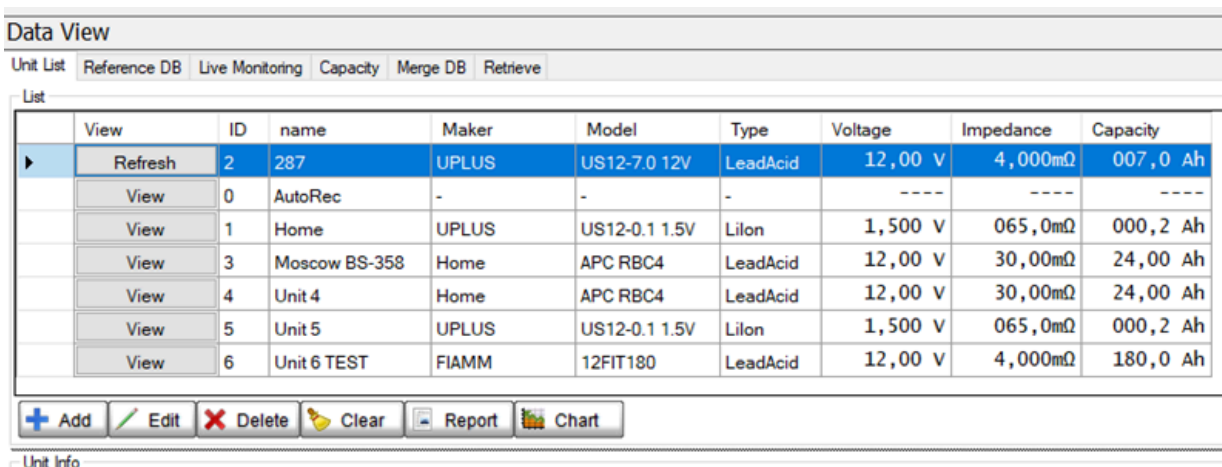 Data View
Unit List Reference DB Live Monitoring Capacity Merge DB Retrieve
List
View ID name Maker Model Type Voltage Impedance Capacity
Refresh 2 287 UPLUS US12-7.0 12V LeadAcid 12,00 V 4,000mΩ 007,0 Ah
View 0 AutoRec - - - ---- ---- ----
View 1 Home UPLUS US12-0.1 1.5V LiIon 1,500 V 065,0mΩ 000,2 Ah
View 3 Moscow BS-358 Home APC RBC4 LeadAcid 12,00 V 30,00mΩ 24,00 Ah
View 4 Unit 4 Home APC RBC4 LeadAcid 12,00 V 30,00mΩ 24,00 Ah
View 5 Unit 5 UPLUS US12-0.1 1.5V LiIon 1,500 V 065,0mΩ 000,2 Ah
View 6 Unit 6 TEST FIAMM 12FIT180 LeadAcid 12,00 V 4,000mΩ 180,0 Ah
Add Edit Delete Clear Report Chart
Unit Info